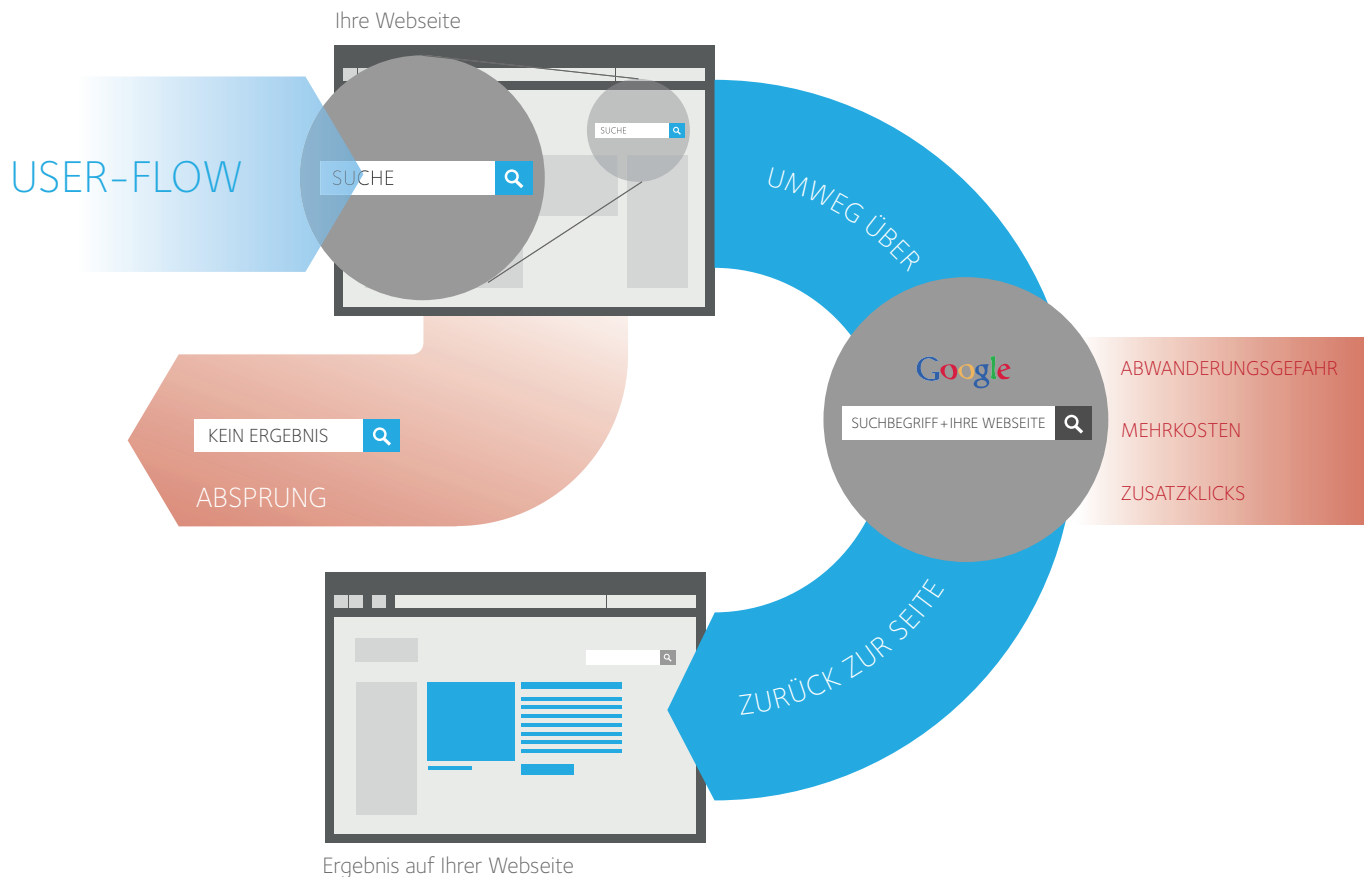 Ihre Webseite
USER-FLOW
SUCHE
SUCHE
UMWEG ÜBER
Google
SUCHBEGRIFF+IHRE WEBSEITE
ABWANDERUNGSGEFAHR
MEHRKOSTEN
ZUSATZKLICKS
KEIN ERGEBNIS
ABSPRUNG
ZURÜCK ZUR SEITE
Ergebnis auf Ihrer Webseite